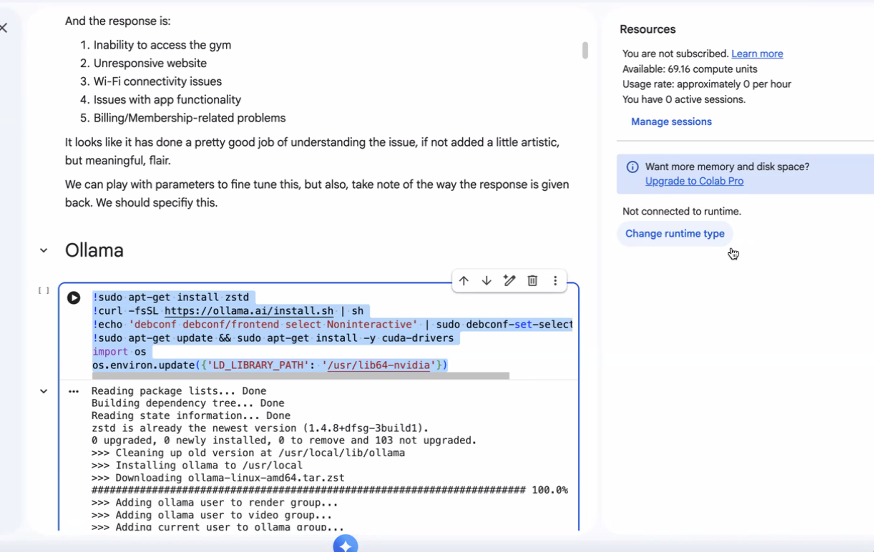 And the response is:
1. Inability to access the gym
2. Unresponsive website
3. Wi-Fi connectivity issues
4. Issues with app functionality
5. Billing/Membership-related problems
It looks like it has done a pretty good job of understanding the issue, if not added a little artistic,
but meaningful, flair.
We can play with parameters to fine tune this, but also, take note of the way the response is given
back. We should specifiy this.
Ollama
[ ]
!sudo apt-get install zstd
!curl -fsSL https://ollama.ai/install.sh | sh
!echo 'debconf debconf/frontend select Noninteractive' | sudo debconf-set-select
!sudo apt-get update && sudo apt-get install -y cuda-drivers
import os
os.environ.update({'LD_LIBRARY_PATH': '/usr/lib64-nvidia'})
Reading package lists... Done
Building dependency tree... Done
Reading state information... Done
zstd is already the newest version (1.4.8+dfsg-3build1).
0 upgraded, 0 newly installed, 0 to remove and 103 not upgraded.
>>> Cleaning up old version at /usr/local/lib/ollama
>>> Installing ollama to /usr/local
>>> Downloading ollama-linux-amd64.tar.zst
######################################################################## 100.0%
>>> Adding ollama user to render group...
>>> Adding ollama user to video group...
>>> Adding current user to ollama group...
Resources
You are not subscribed. Learn more
Available: 69.16 compute units
Usage rate: approximately 0 per hour
You have 0 active sessions.
Manage sessions
Want more memory and disk space?
Upgrade to Colab Pro
Not connected to runtime.
Change runtime type